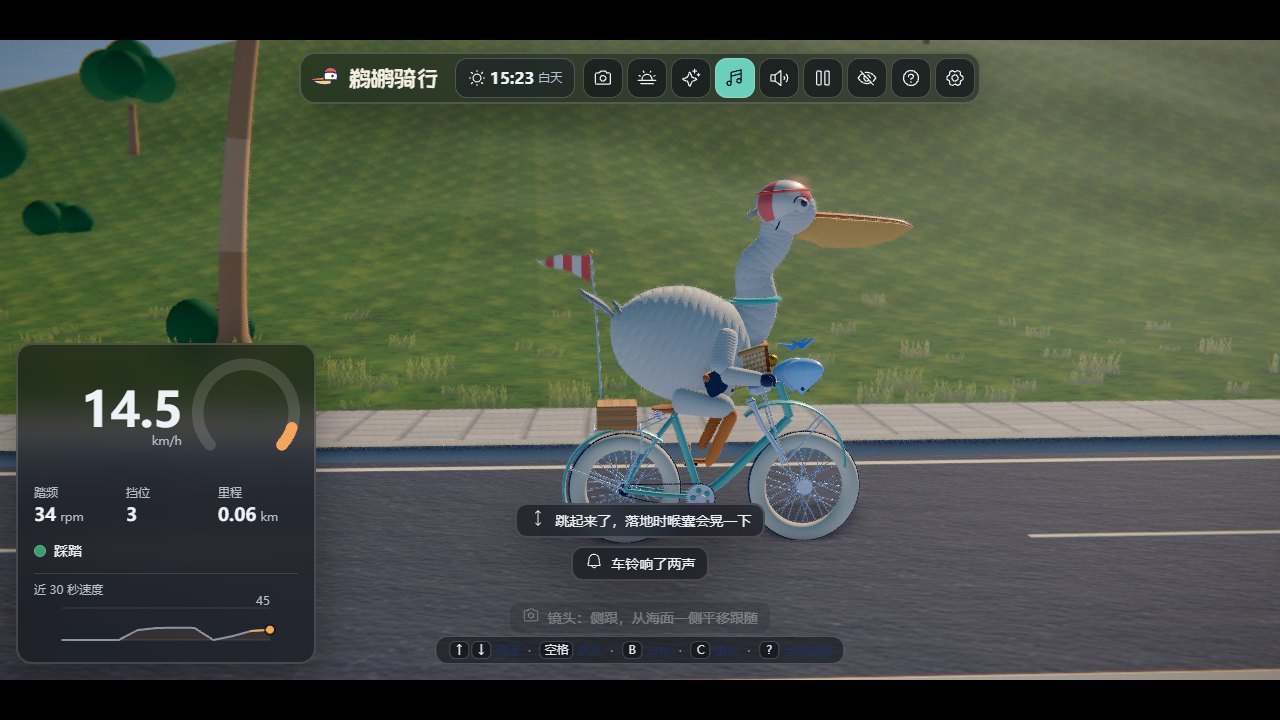 鹈鹕骑行
15:23 白天
14.5
km/h
踏频
挡位
里程
34 rpm
3
0.06 km
踩踏
近 30 秒速度
45
跳起来了，落地时喉囊会晃一下
车铃响了两声
镜头：侧跟，从海面一侧平移跟随
↑ ↓ · 空格 · B · C · ?